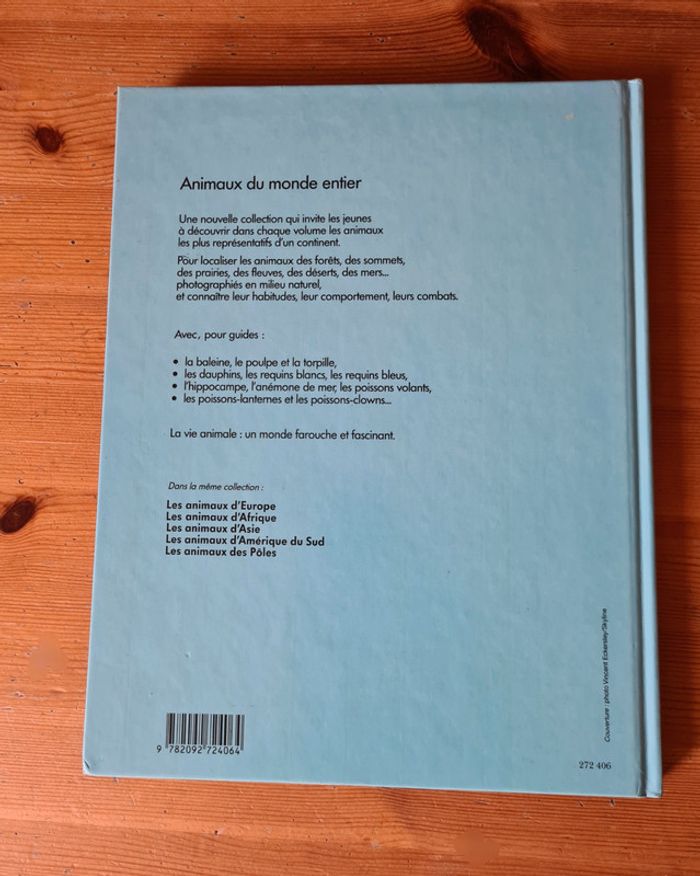 Animaux du monde entier
Une nouvelle collection qui invite les jeunes
à découvrir dans chaque volume les animaux
les plus représentatifs d'un continent.
Pour localiser les animaux des forêts, des sommets,
des prairies, des fleuves, des déserts, des mers...
photographiés en milieu naturel,
et connaître leur habitudes, leur comportement, leurs combats.
Avec, pour guides :
• la baleine, le poulpe et la torpille,
• les dauphins, les requins blancs, les requins bleus,
• l'hippocampe, l'anémone de mer, les poissons volants,
• les poissons-lanternes et les poissons-clowns...
La vie animale : un monde farouche et fascinant.
Dans la même collection :
Les animaux d'Europe
Les animaux d'Afrique
Les animaux d'Asie
Les animaux d'Amérique du Sud
Les animaux des Pôles
Couverture : photo Vincent Eckersley/Skyline
9 782092 724064
272 406